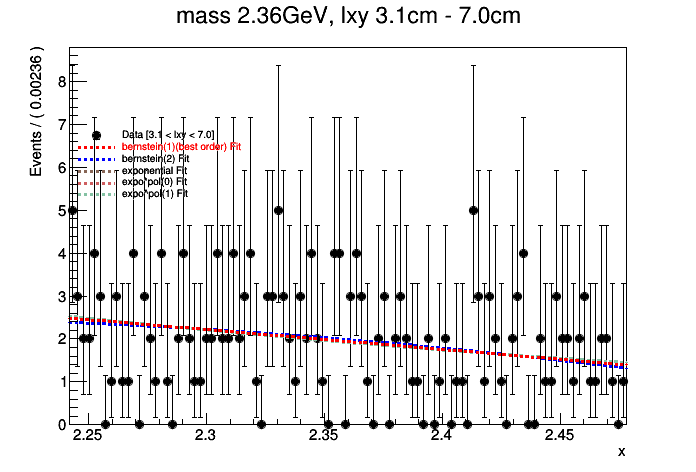 mass 2.36GeV, lxy 3.1cm - 7.0cm
Events / ( 0.00236 )
8
7
6
5
4
3
2
1
0
Data [3.1 < lxy < 7.0]
bernstein(1)(best order) Fit
bernstein(2) Fit
exponential Fit
expo*pol(0) Fit
expo*pol(1) Fit
2.25 2.3 2.35 2.4 2.45
x